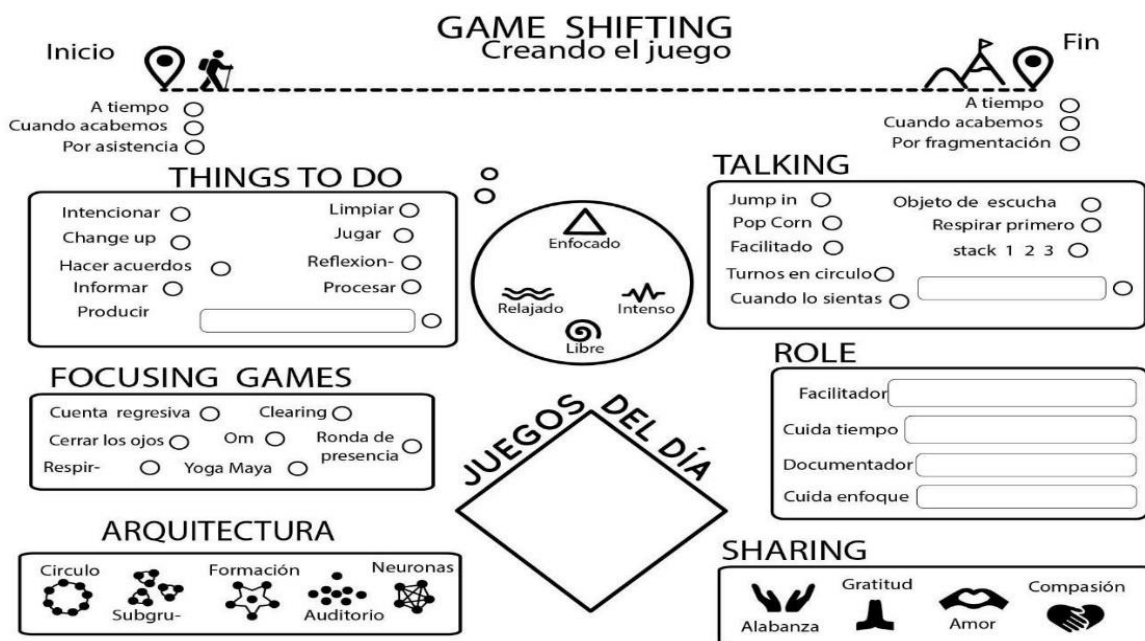 GAME SHIFTING
Creando el juego
Inicio
Fin
A tiempo
Cuando acabemos
Por asistencia
A tiempo
Cuando acabemos
Por fragmentación
THINGS TO DO
Intencionar
Limpiar
Change up
Jugar
Hacer acuerdos
Reflexion-
Informar
Procesar
Producir
Enfocado
Relajado
Intenso
Libre
TALKING
Jump in
Objeto de escucha
Pop Corn
Respirar primero
Facilitado
stack 1 2 3
Turnos en circulo
Cuando lo sientas
FOCUSING GAMES
Cuenta regresiva
Clearing
Cerrar los ojos
Om
Ronda de
presencia
Respir-
Yoga Maya
JUEGOS DEL DÍA
ROLE
Facilitador
Cuida tiempo
Documentador
Cuida enfoque
ARQUITECTURA
Circulo
Subgru-
Formación
Auditorio
Neuronas
SHARING
Alabanza
Gratitud
Amor
Compasión